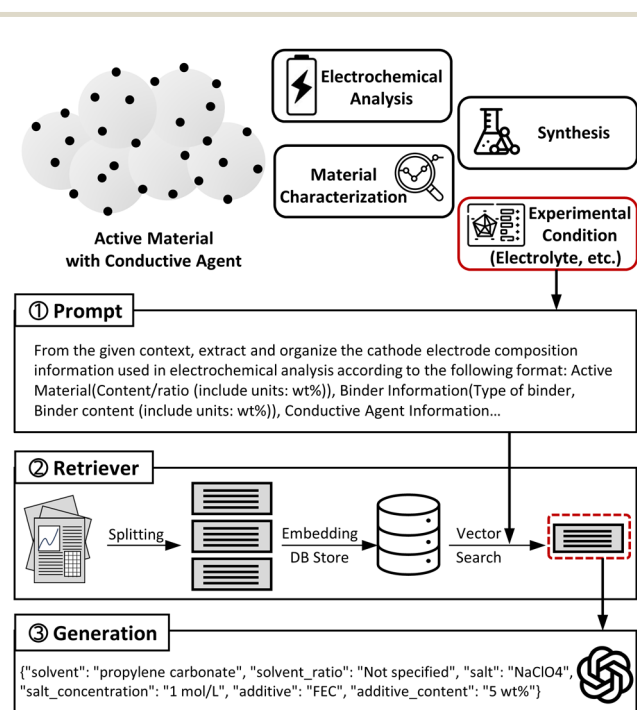 Electrochemical
Analysis
Synthesis
Material
Characterization
Active Material
with Conductive Agent
Experimental
Condition
(Electrolyte, etc.)
① Prompt
From the given context, extract and organize the cathode electrode composition
information used in electrochemical analysis according to the following format: Active
Material(Content/ratio (include units: wt%)), Binder Information(Type of binder,
Binder content (include units: wt%)), Conductive Agent Information…
② Retriever
Splitting
Embedding
DB Store
Vector
Search
③ Generation
{"solvent": "propylene carbonate", "solvent_ratio": "Not specified", "salt": "NaClO4",
"salt_concentration": "1 mol/L", "additive": "FEC", "additive_content": "5 wt%"}